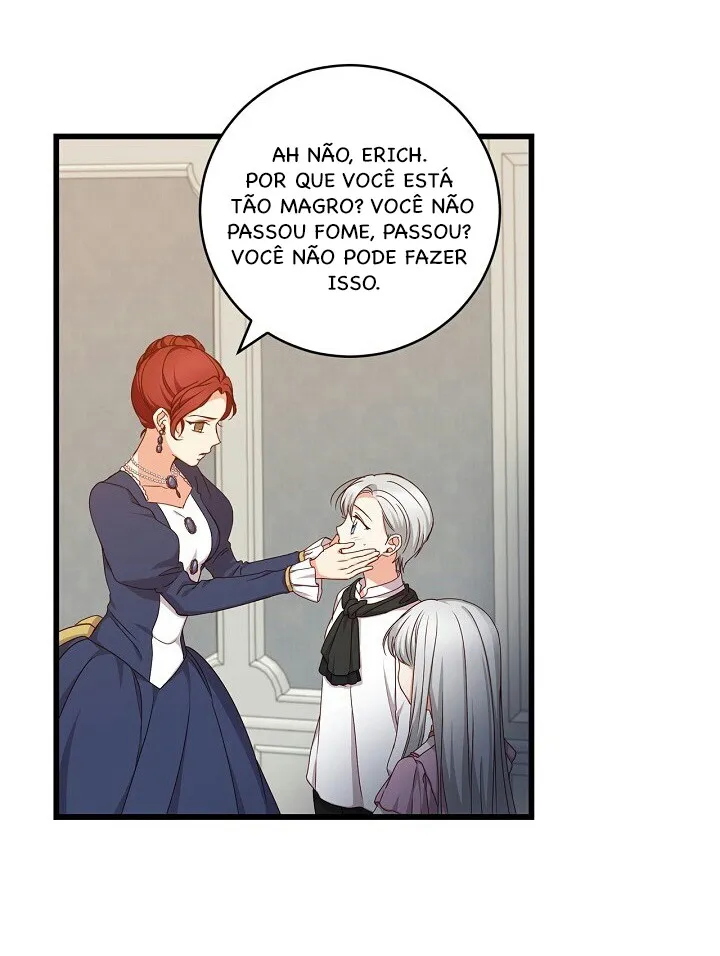 AH NÃO, ERICH.
POR QUE VOCÊ ESTÁ
TÃO MAGRO? VOCÊ NÃO
PASSOU FOME, PASSOU?
VOCÊ NÃO PODE FAZER
ISSO.